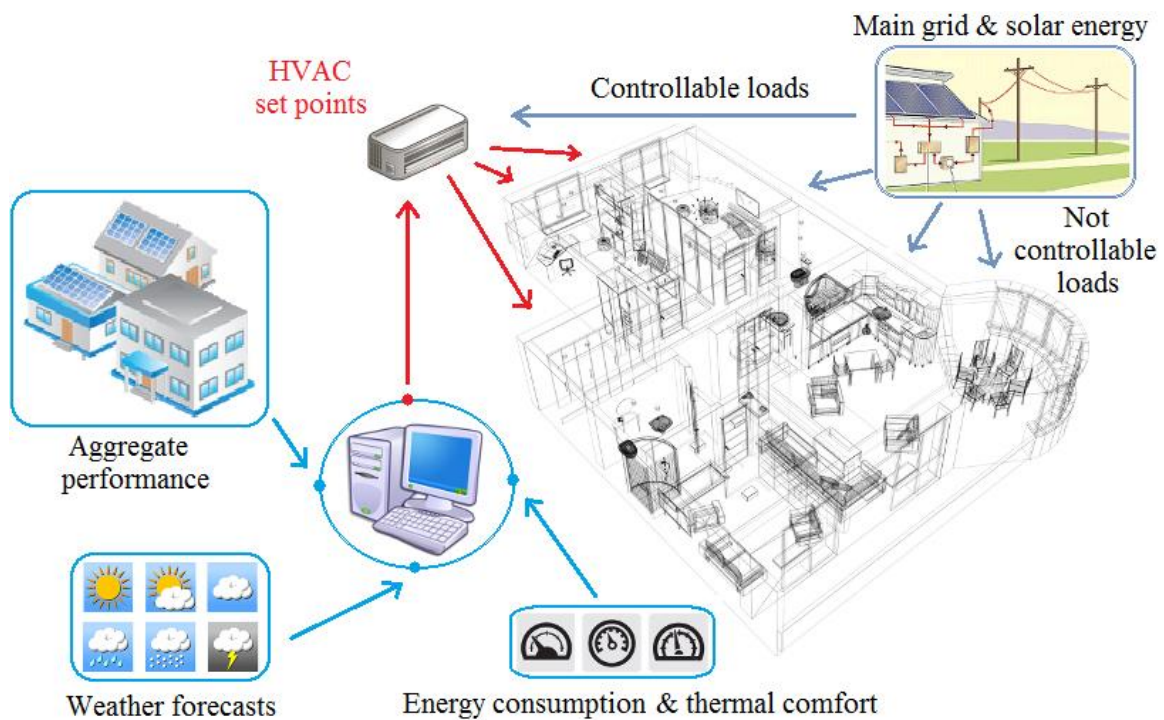 Main grid & solar energy
HVAC
set points
Controllable loads
Not
controllable
loads
Aggregate
performance
Weather forecasts
Energy consumption & thermal comfort